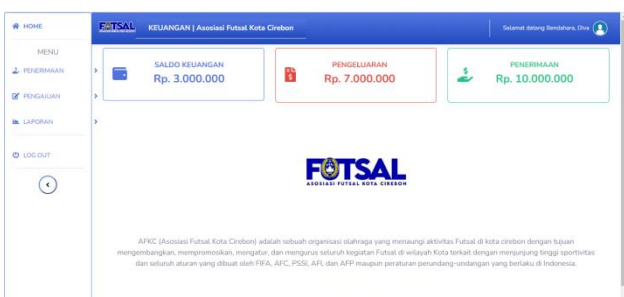 HOME
MENU
PENERIMAAN
PENGAJUAN
LAPORAN
LOG OUT
FUTSAL
KEUANGAN | Asosiasi Futsal Kota Cirebon
Selamat datang Bendahara, Diva
SALDO KEUANGAN
Rp. 3.000.000
PENGELUARAN
Rp. 7.000.000
PENERIMAAN
Rp. 10.000.000
FUTSAL
ASOSIASI FUTSAL KOTA CIREBON
AFKC (Asosiasi Futsal Kota Cirebon) adalah sebuah organisasi olahraga yang menaungi aktivitas Futsal di kota cirebon dengan tujuan
mengembangkan, mempromosikan, mengatur, dan mengurus seluruh kegiatan Futsal di wilayah Kota terkait dengan menjunjung tinggi sportivitas
dan seluruh aturan yang dibuat oleh FIFA, AFC, PSSI, AFI, dan AFP maupun peraturan perundang-undangan yang berlaku di Indonesia.